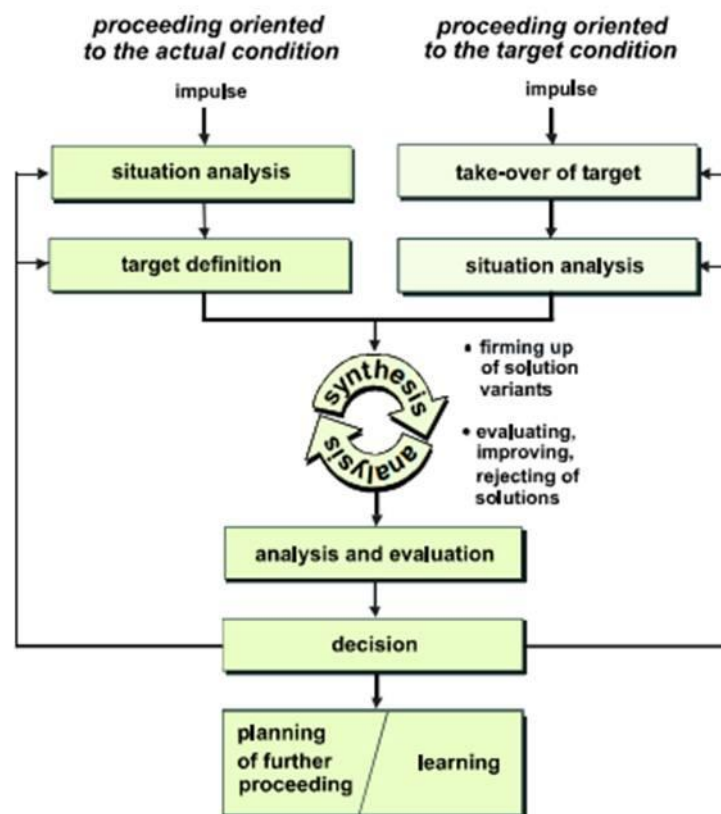 proceeding oriented
to the actual condition
proceeding oriented
to the target condition
impulse
impulse
situation analysis
take-over of target
target definition
situation analysis
synthesis
analysis
• firming up
of solution
variants
• evaluating,
improving,
rejecting of
solutions
analysis and evaluation
decision
planning
of further
proceeding
learning